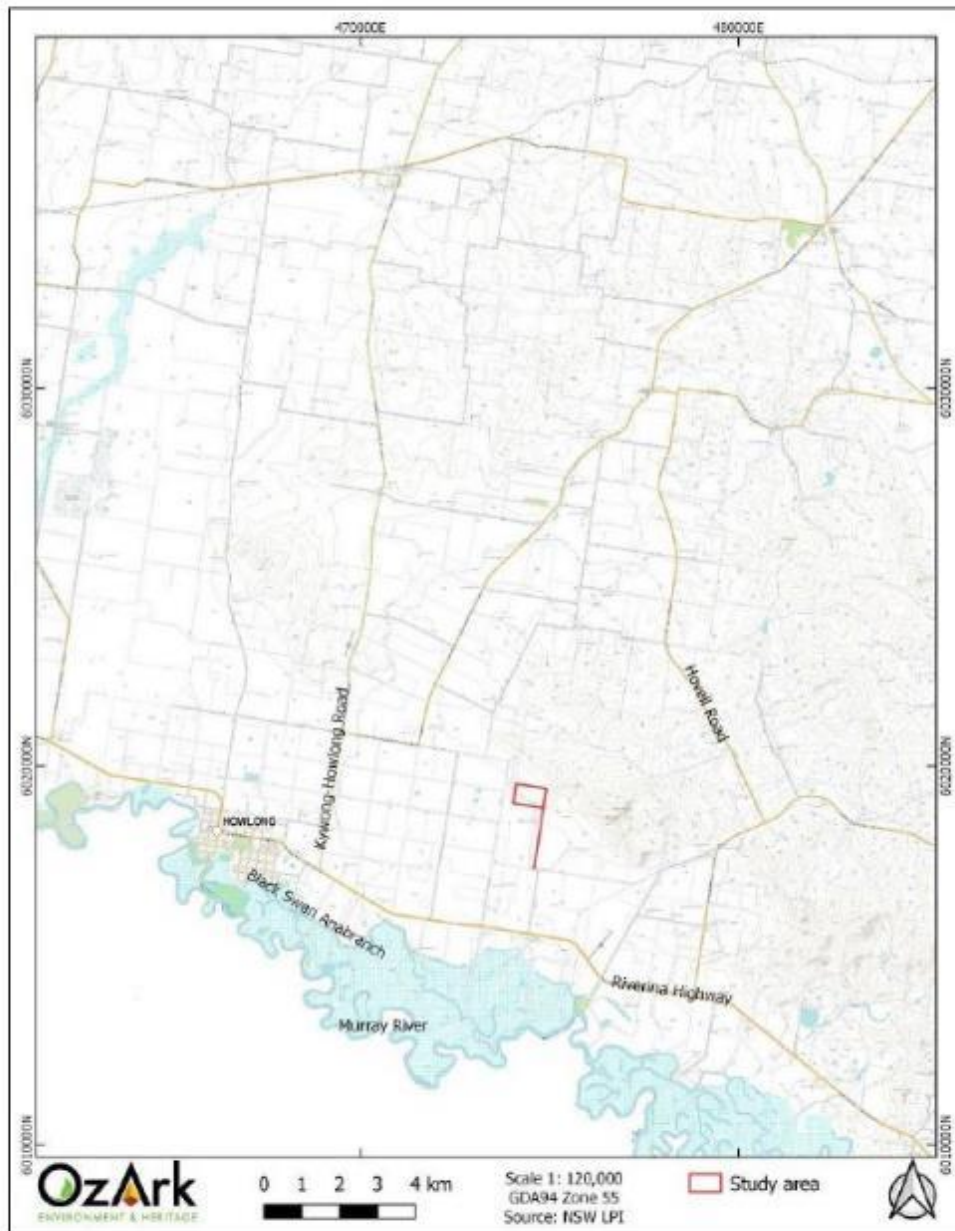 470000E 480000E
6030000N 6030000N
Howell Road
Kywong-Howlong Road
6020000N 6020000N
HOWLONG
Black Swan Anabranch
Riverina Highway
Murray River
6010000N 6010000N
OzArk
ENVIRONMENT & HERITAGE
0 1 2 3 4 km
Scale 1: 120,000
GDA94 Zone 55
Source: NSW LPI
Study area